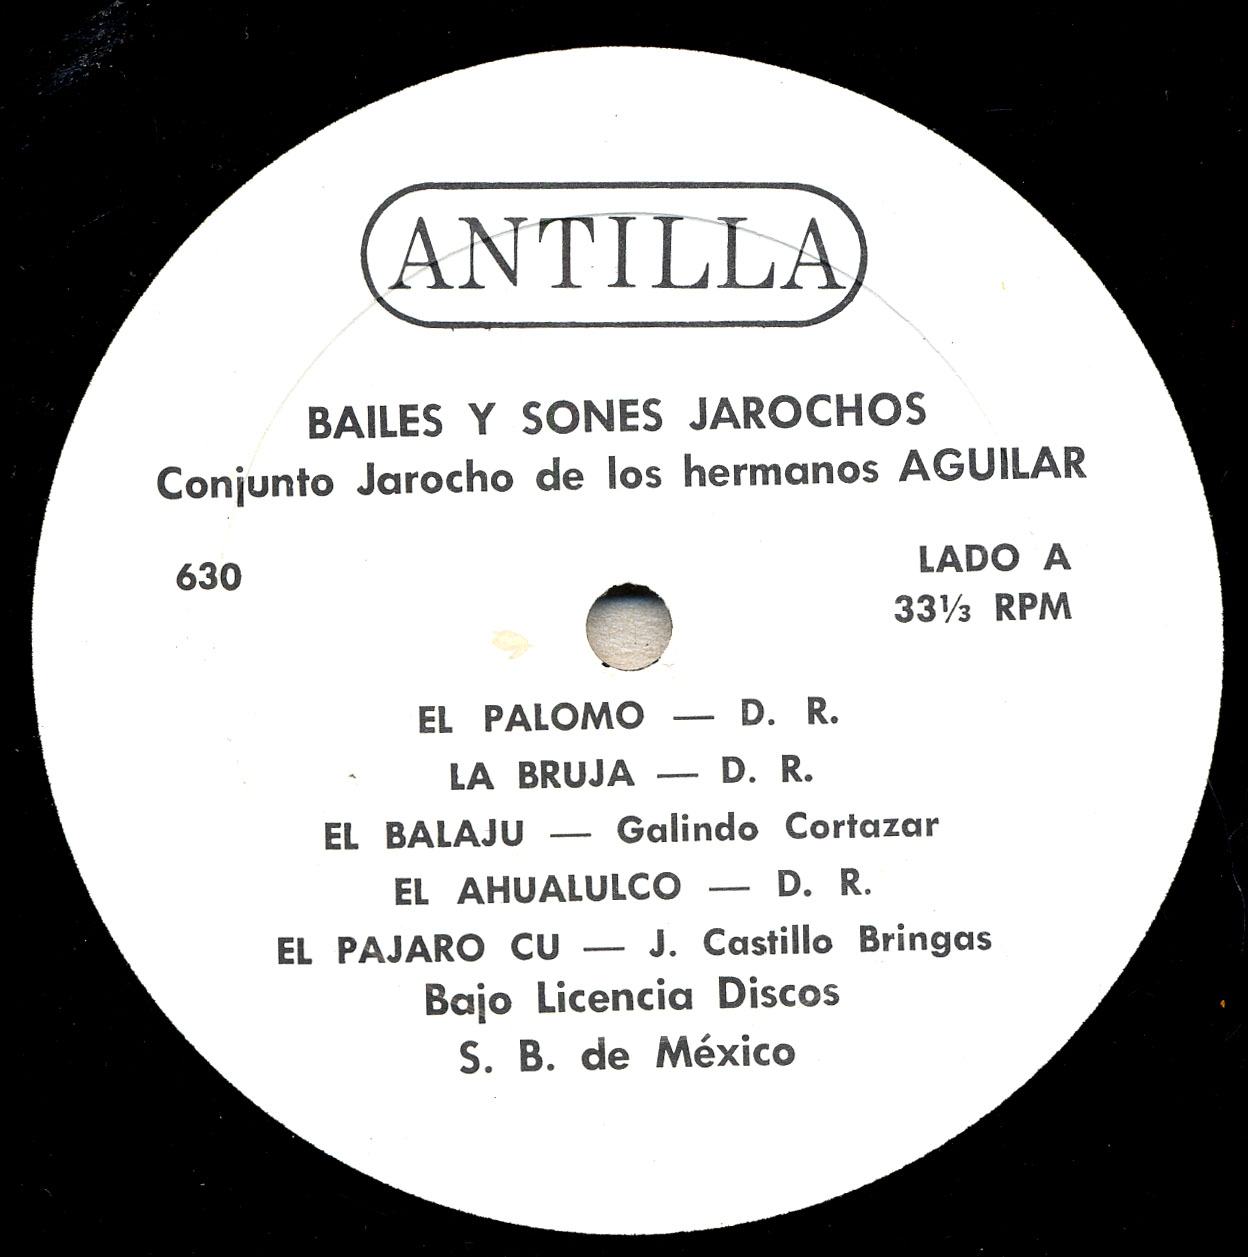 ANTILLA
BAILES Y SONES JAROCHOS
Conjunto Jarocho de los hermanos AGUILAR
630
LADO A
33⅓ RPM
EL PALOMO — D. R.
LA BRUJA — D. R.
EL BALAJU — Galindo Cortazar
EL AHUALULCO — D. R.
EL PAJARO CU — J. Castillo Bringas
Bajo Licencia Discos
S. B. de México